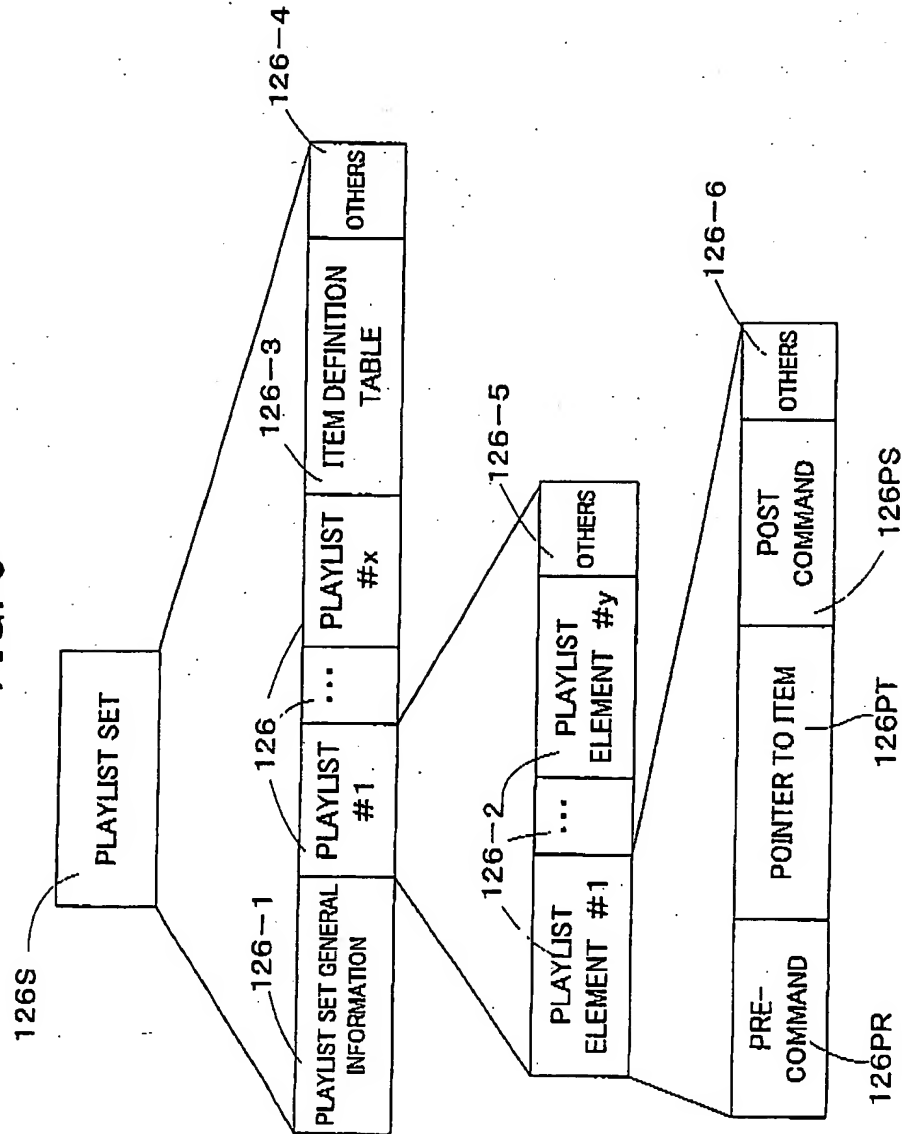 126S
PLAYLIST SET
126-1
126
126-3
126-4
PLAYLIST SET GENERAL
INFORMATION
PLAYLIST
#1
...
PLAYLIST
#x
ITEM DEFINITION
TABLE
OTHERS
126-2
126-5
PLAYLIST
ELEMENT #1
...
PLAYLIST
ELEMENT #y
OTHERS
126-6
PRE-
COMMAND
POINTER TO ITEM
POST
COMMAND
OTHERS
126PR
126PT
126PS